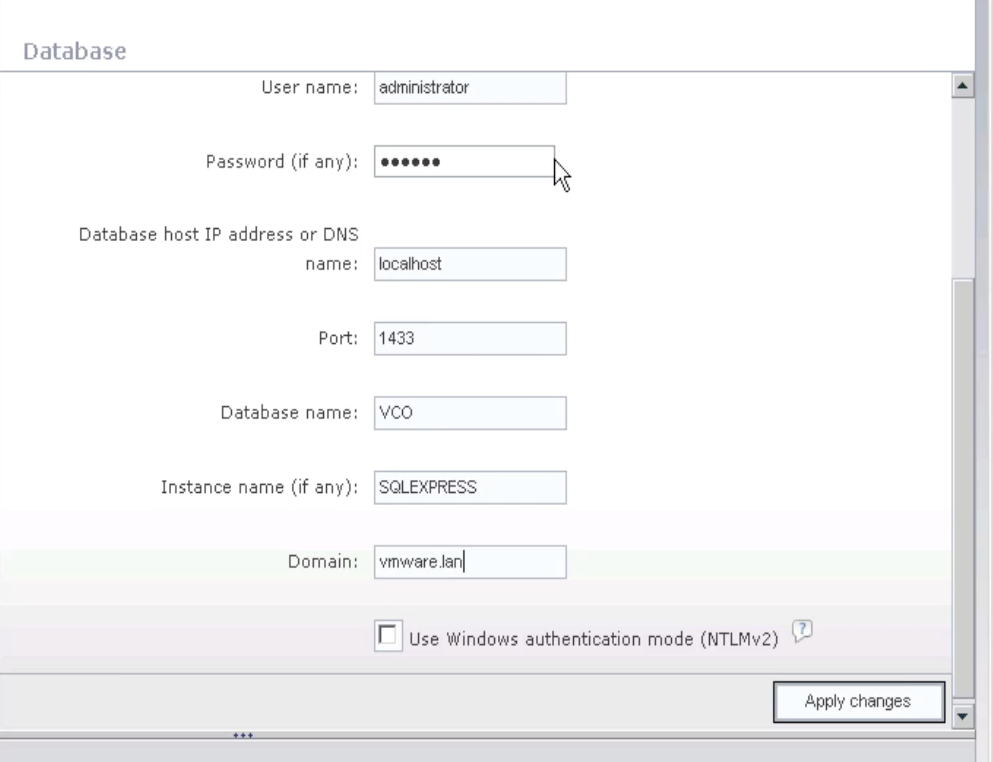 Database
User name: administrator
Password (if any): ●●●●●●
Database host IP address or DNS
name: localhost
Port: 1433
Database name: VCO
Instance name (if any): SQLEXPRESS
Domain: vmware.lan
Use Windows authentication mode (NTLMv2) ?
Apply changes